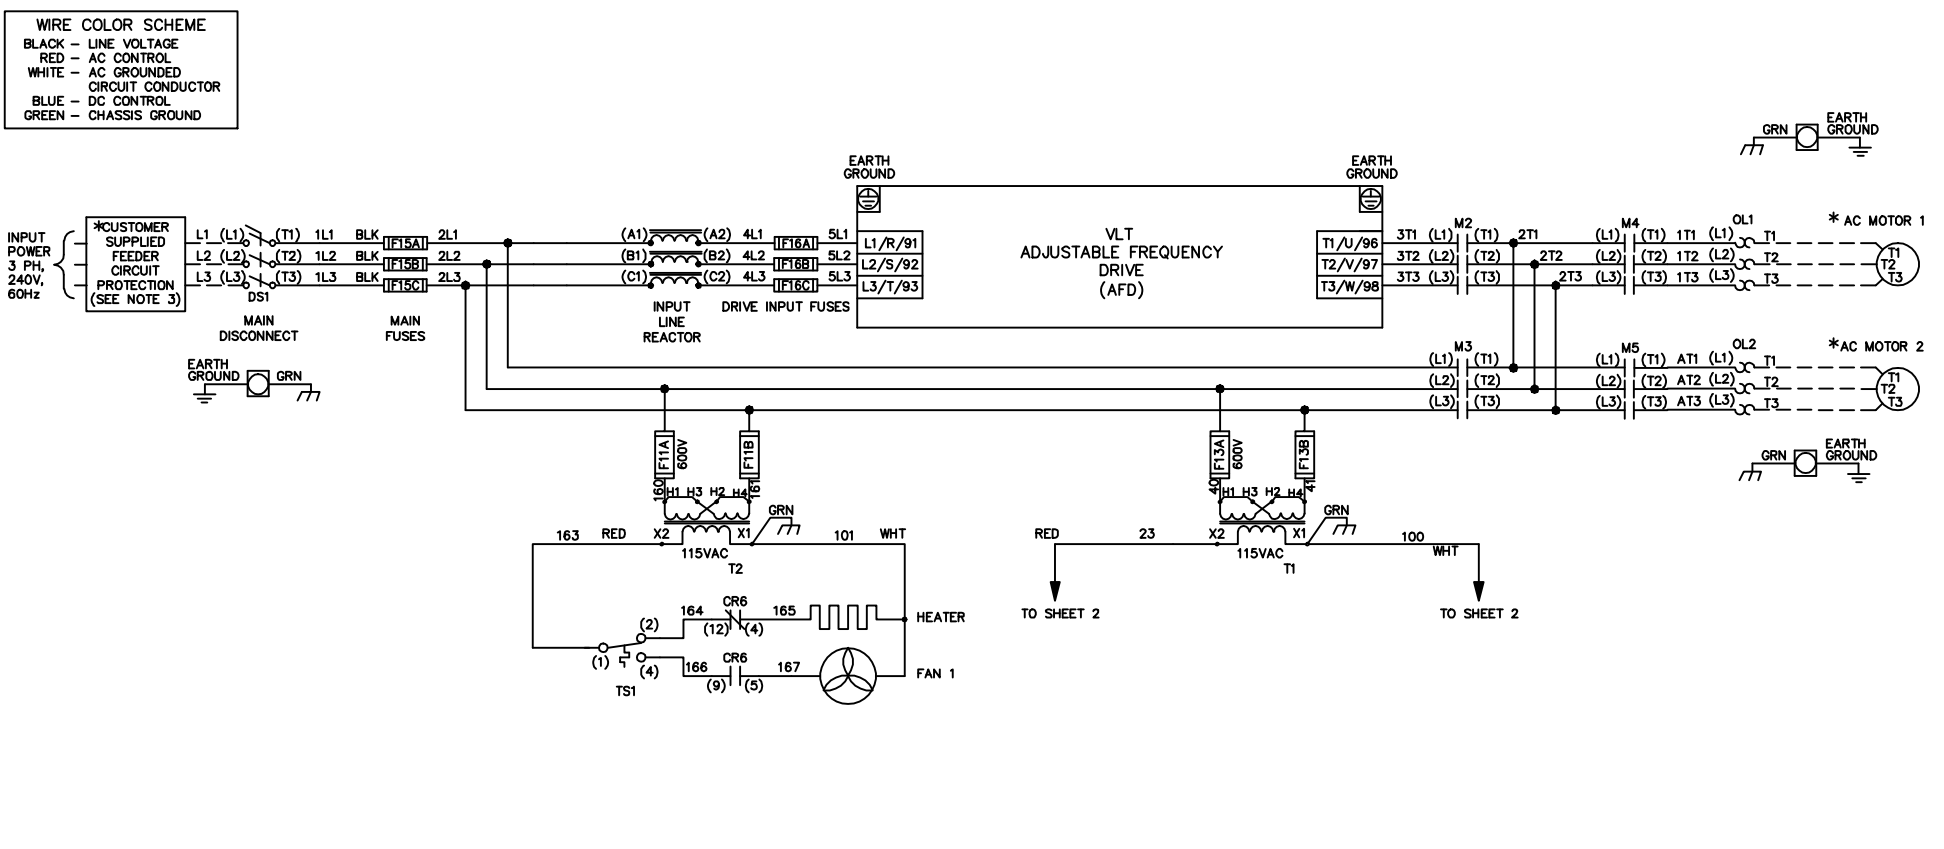 WIRE COLOR SCHEME
BLACK – LINE VOLTAGE
RED – AC CONTROL
WHITE – AC GROUNDED
CIRCUIT CONDUCTOR
BLUE – DC CONTROL
GREEN – CHASSIS GROUND
GRN
EARTH
GROUND
EARTH
GROUND
EARTH
GROUND
INPUT
POWER
3 PH,
240V,
60Hz
*CUSTOMER
SUPPLIED
FEEDER
CIRCUIT
PROTECTION
(SEE NOTE 3)
L1 (L1) (T1) 1L1 BLK F15A 2L1 (A1) (A2) 4L1 F16A 5L1 L1/R/91
L2 (L2) (T2) 1L2 BLK F15B 2L2 (B1) (B2) 4L2 F16B 5L2 L2/S/92
L3 (L3) (T3) 1L3 BLK F15C 2L3 (C1) (C2) 4L3 F16C 5L3 L3/T/93
DS1
MAIN
DISCONNECT
MAIN
FUSES
INPUT
LINE
REACTOR
DRIVE INPUT FUSES
VLT
ADJUSTABLE FREQUENCY
DRIVE
(AFD)
M2 M4 OL1 * AC MOTOR 1
T1/U/96 3T1 (L1) (T1) 2T1 (L1) (T1) 1T1 (L1) T1 T1
T2/V/97 3T2 (L2) (T2) 2T2 (L2) (T2) 1T2 (L2) T2 T2
T3/W/98 3T3 (L3) (T3) 2T3 (L3) (T3) 1T3 (L3) T3 T3
M3 M5 OL2 *AC MOTOR 2
(L1) (T1) (L1) (T1) AT1 (L1) T1 T1
(L2) (T2) (L2) (T2) AT2 (L2) T2 T2
(L3) (T3) (L3) (T3) AT3 (L3) T3 T3
EARTH
GROUND
GRN
GRN
EARTH
GROUND
F11A
600V
F11B
160
161
H1 H3 H2 H4
GRN
163 RED X2 X1 101 WHT
115VAC
T2
F13A
600V
F13B
40
41
H1 H3 H2 H4
GRN
RED 23 X2 X1 100
WHT
115VAC
T1
TO SHEET 2
TO SHEET 2
CR6
164 165
(2) (12) (4)
HEATER
(1)
CR6
166 167
(4) (9) (5)
FAN 1
TS1